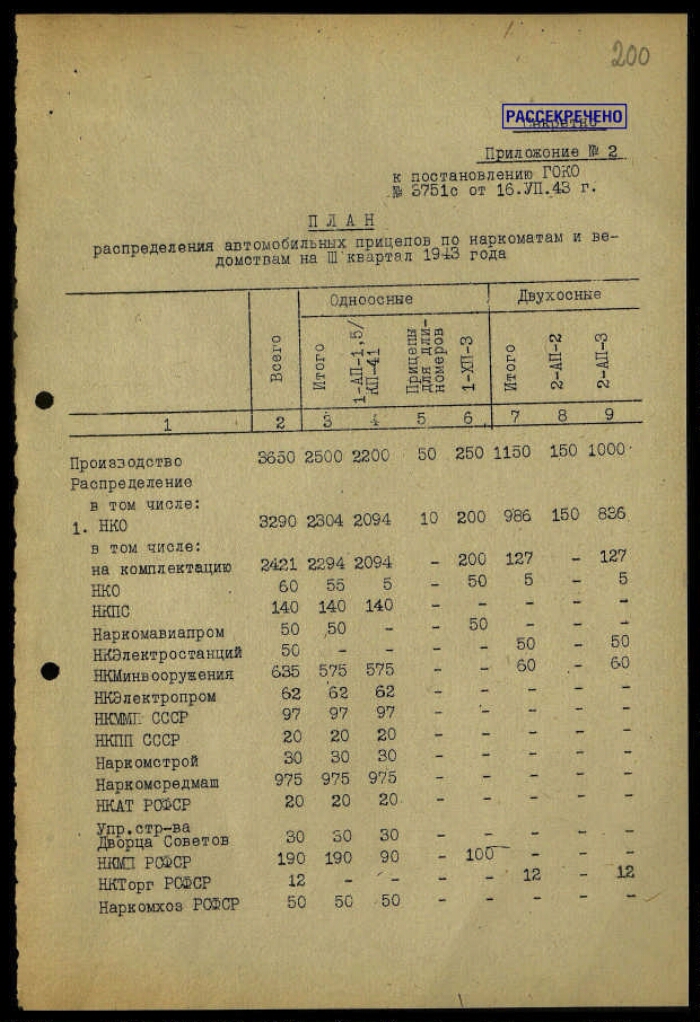 200
РАССЕКРЕЧЕНО
Секретно
Приложение № 2
к постановлению ГОКО
№ 3751с от 16.УП.43 г.
ПЛАН
распределения автомобильных прицепов по наркоматам и ве-
домствам на Ш квартал 1943 года
Одноосные Двухосные
Всего Итого 1-АП-1,5/КП-41 Прицепы для длиномеров 1-ХП-3 Итого 2-АП-2 2-АП-3
1 2 3 4 5 6 7 8 9
Производство 3650 2500 2200 50 250 1150 150 1000
Распределение
в том числе:
1. НКО 3290 2304 2094 10 200 986 150 836
в том числе:
на комплектацию 2421 2294 2094 - 200 127 - 127
НКО 60 55 5 - 50 5 - 5
НКПС 140 140 140 - - - - -
Наркомавиапром 50 50 - - 50 - - -
НКЭлектростанций 50 - - - - 50 - 50
НКМинвооружения 635 575 575 - - 60 - 60
НКЭлектропром 62 62 62 - - - - -
НКММП СССР 97 97 97 - - - - -
НКПП СССР 20 20 20 - - - - -
Наркомстрой 30 30 30 - - - - -
Наркомсредмаш 975 975 975 - - - - -
НКАТ РСФСР 20 20 20 - - - - -
Упр.стр-ва
Дворца Советов 30 30 30 - - - - -
НКМП РСФСР 190 190 90 - 100 - - -
НКТорг РСФСР 12 - - - - 12 - 12
Наркомхоз РСФСР 50 50 50 - - - - -